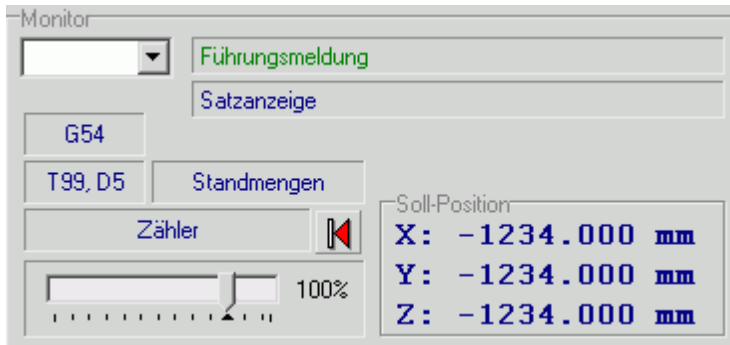 Monitor
Führungsmeldung
Satzanzeige
G54
T99, D5 Standmengen
Zähler
100%
Soll-Position
X: -1234.000 mm
Y: -1234.000 mm
Z: -1234.000 mm